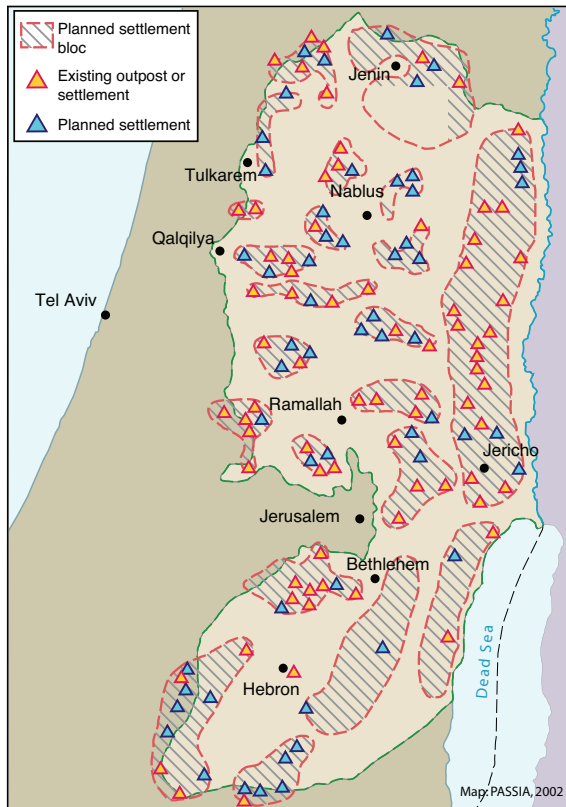 Planned settlement
bloc
Existing outpost or
settlement
Planned settlement
Jenin
Tulkarem
Nablus
Qalqilya
Tel Aviv
Ramallah
Jericho
Jerusalem
Bethlehem
Hebron
Dead Sea
Map: PASSIA, 2002